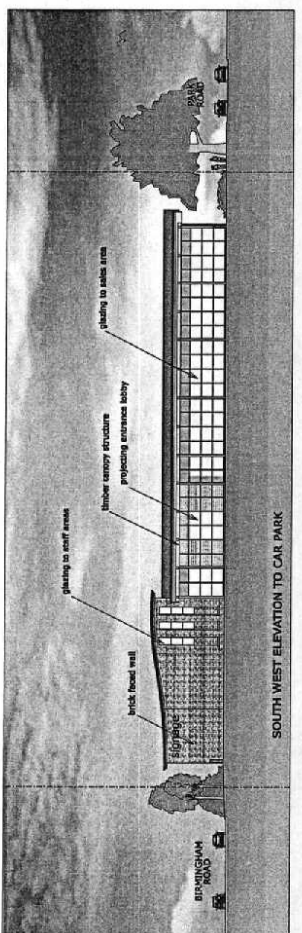 glazing to staff areas
timber canopy structure
projecting entrance lobby
glazing to sales area
brick faced wall
signage
BIRMINGHAM
ROAD
PARK
ROAD
SOUTH WEST ELEVATION TO CAR PARK